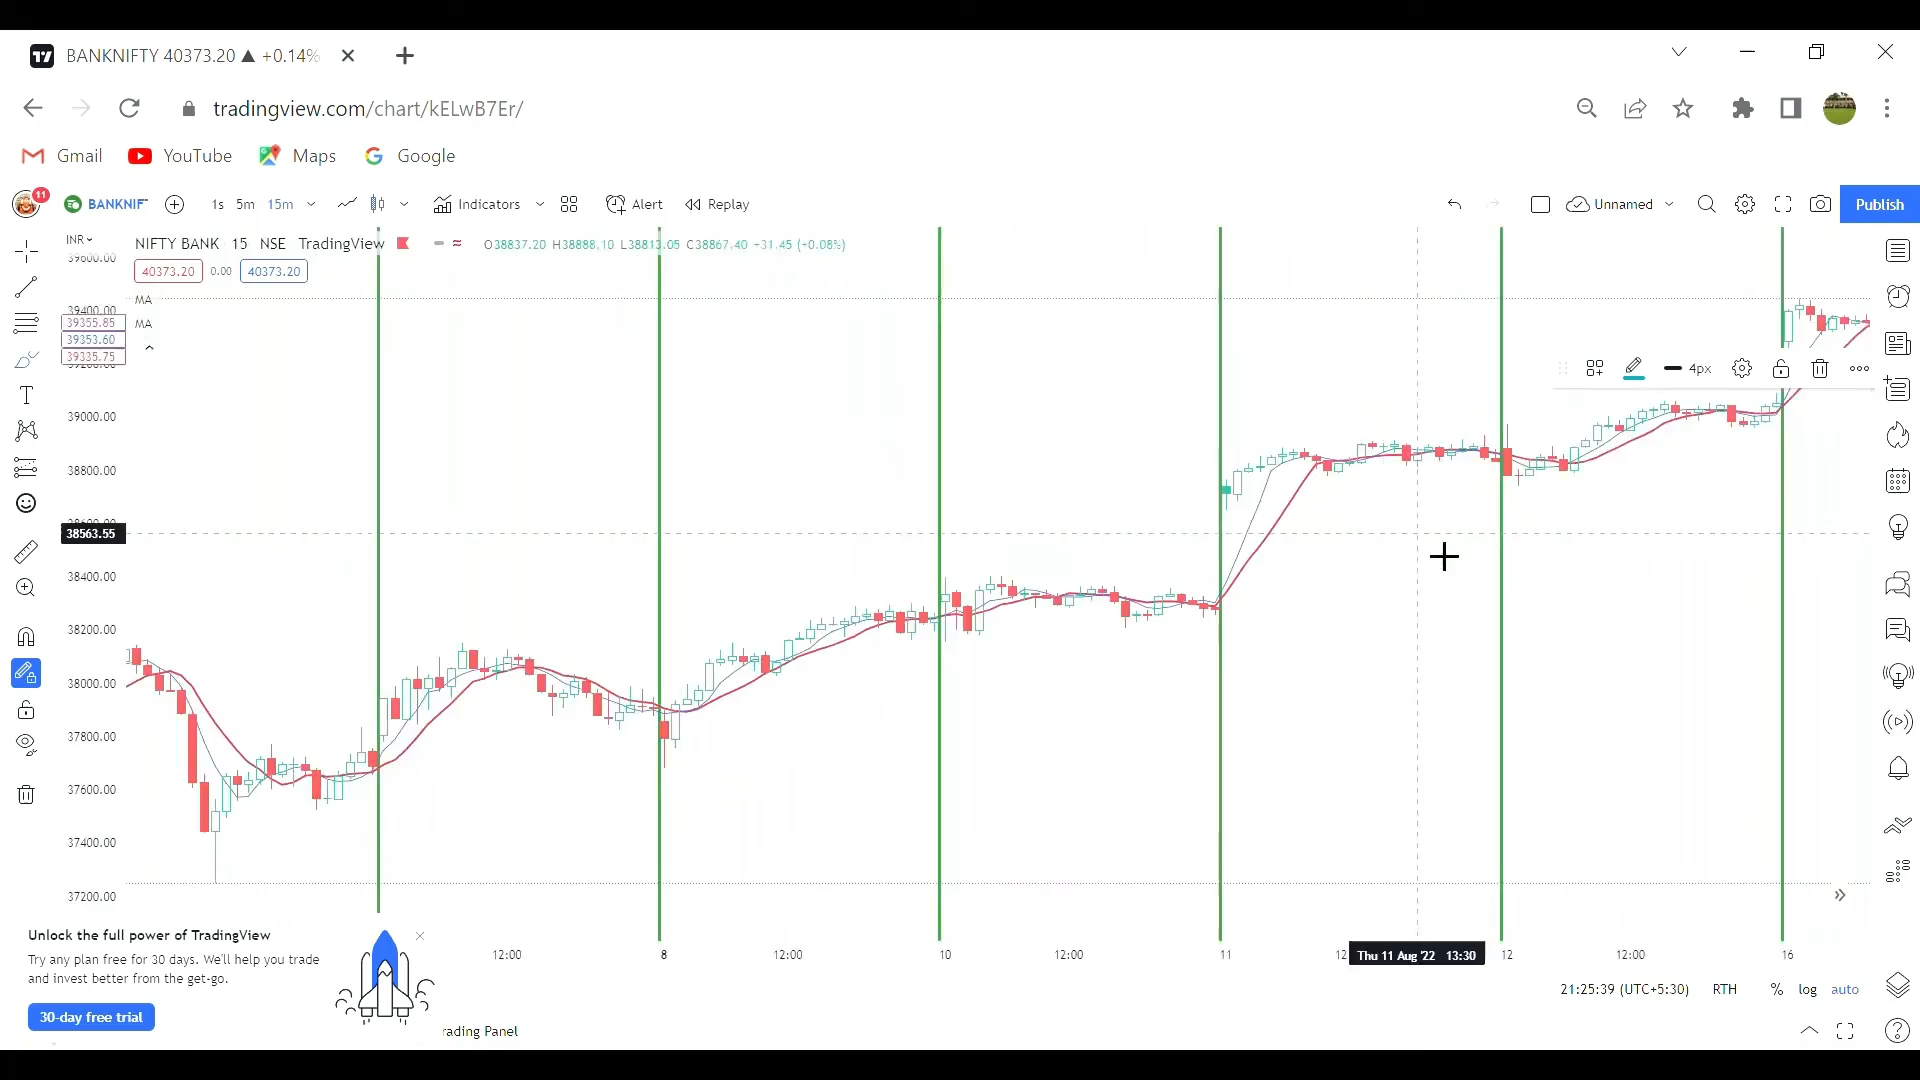 BANKNIFTY 40373.20 ▲ +0.14%
tradingview.com/chart/kELwB7Er/
Gmail YouTube Maps Google
11
BANKNIF
1s 5m 15m Indicators Alert Replay Unnamed Publish
INR NIFTY BANK 15 NSE TradingView O38837.20 H38888.10 L38813.05 C38867.40 +31.45 (+0.08%)
39600.00
40373.20 0.00 40373.20
MA
39400.00
39355.85 MA
39353.60
39335.75
4px
39000.00
38800.00
38563.55
38400.00
38200.00
38000.00
37800.00
37600.00
37400.00
37200.00
Unlock the full power of TradingView
Try any plan free for 30 days. We'll help you trade
and invest better from the get-go.
30-day free trial
12:00 8 12:00 10 12:00 11 12 Thu 11 Aug '22 13:30 12 12:00 16
21:25:39 (UTC+5:30) RTH % log auto
rading Panel